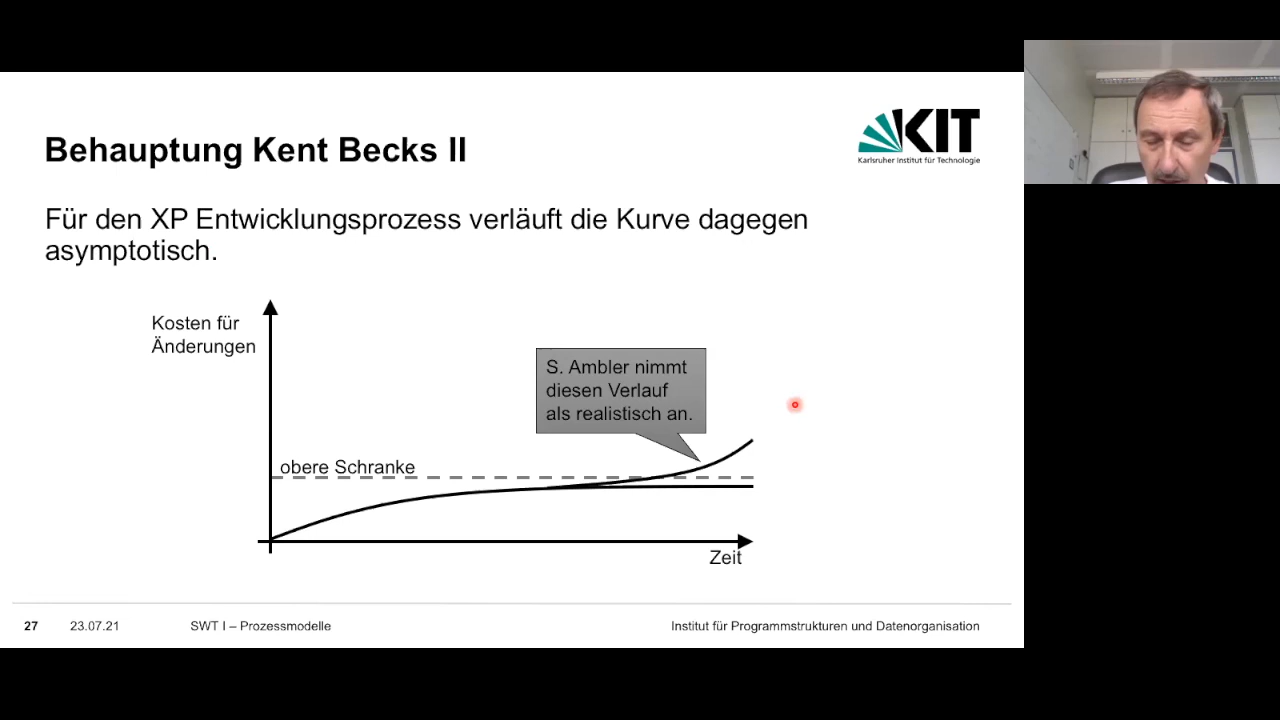 Behauptung Kent Becks II
KIT
Karlsruher Institut für Technologie
Für den XP Entwicklungsprozess verläuft die Kurve dagegen
asymptotisch.
Kosten für
Änderungen
S. Ambler nimmt
diesen Verlauf
als realistisch an.
obere Schranke
Zeit
27 23.07.21 SWT I – Prozessmodelle Institut für Programmstrukturen und Datenorganisation